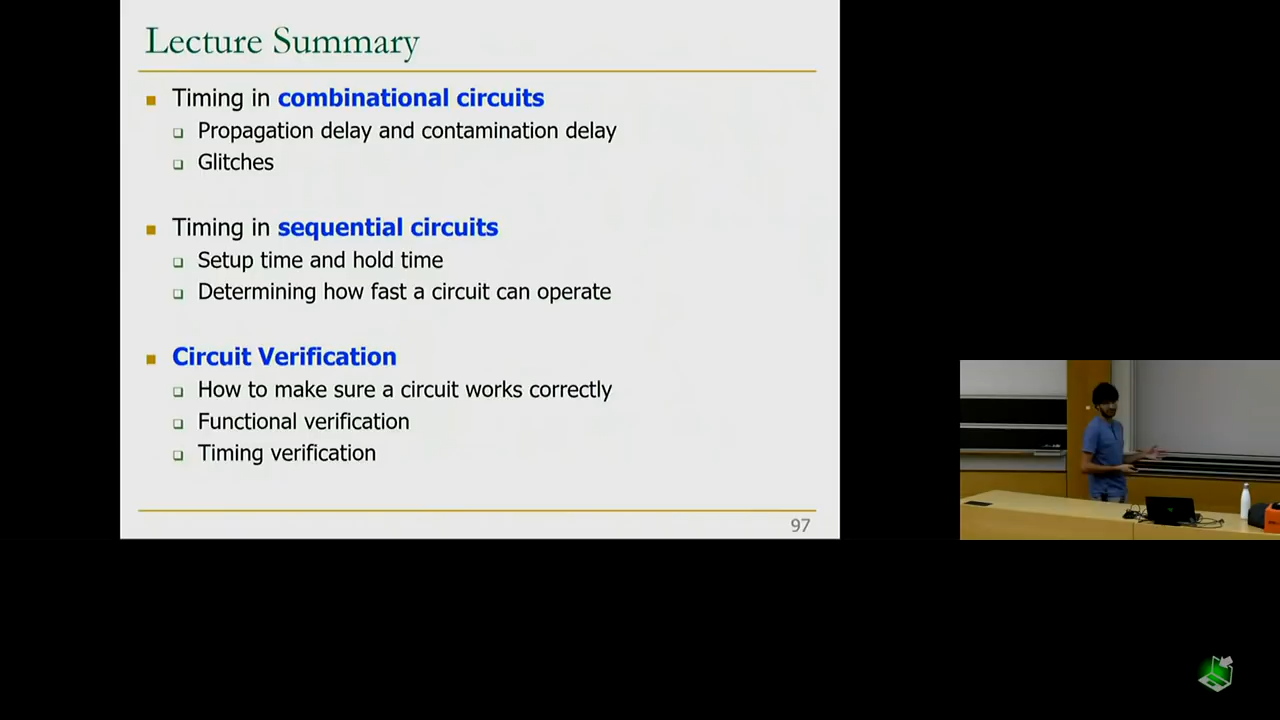 Lecture Summary
Timing in combinational circuits
Propagation delay and contamination delay
Glitches
Timing in sequential circuits
Setup time and hold time
Determining how fast a circuit can operate
Circuit Verification
How to make sure a circuit works correctly
Functional verification
Timing verification
97